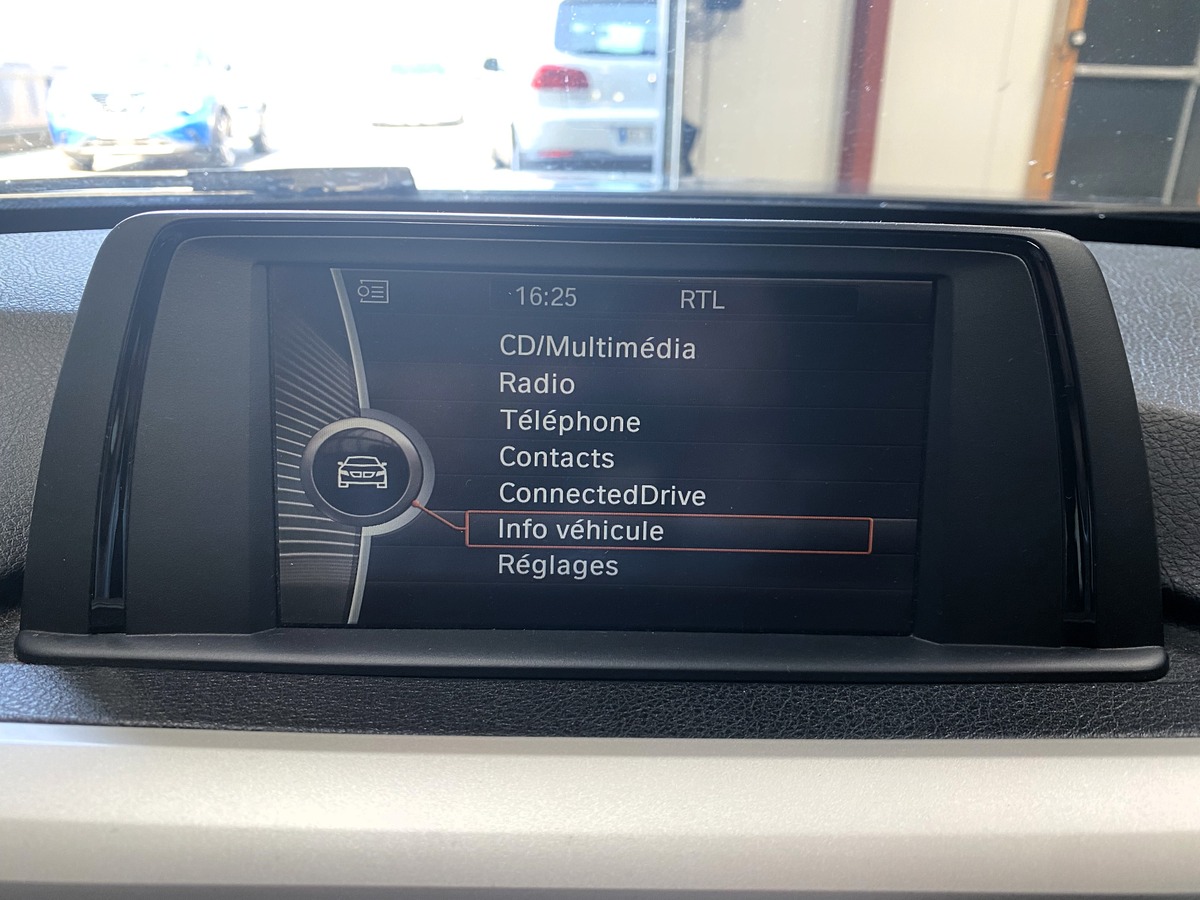 16:25 RTL
CD/Multimédia
Radio
Téléphone
Contacts
ConnectedDrive
Info véhicule
Réglages